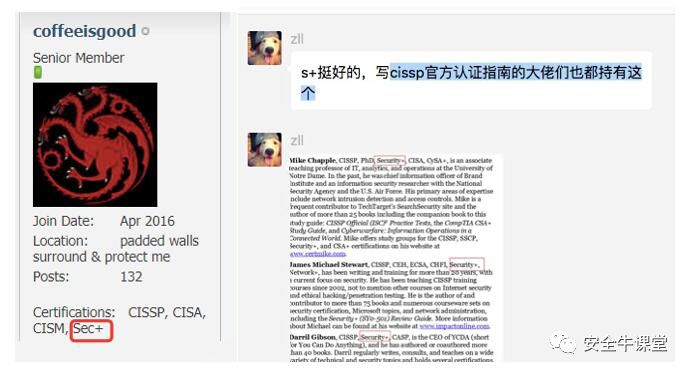 coffeeisgood
Senior Member
Join Date: Apr 2016
Location: padded walls
surround & protect me
Posts: 132
Certifications: CISSP, CISA,
CISM, Sec+
zll
s+挺好的，写cissp官方认证指南的大佬们也都持有这
个
zll
Mike Chapple, CISSP, PhD, Security+, CISA, CySA+, is an associate
teaching professor of IT, analytics, and operations at the University of
Notre Dame. In the past, he was chief information officer of Brand
Institute and an information security researcher with the National
Security Agency and the U.S. Air Force. His primary areas of expertise
include network intrusion detection and access controls. Mike is a
frequent contributor to TechTarget's SearchSecurity site and the
author of more than 25 books including the companion book to this
study guide: CISSP Official (ISC)² Practice Tests, the CompTIA CSA+
Study Guide, and Cyberwarfare: Information Operations in a
Connected World. Mike offers study groups for the CISSP, SSCP,
Security+, and CSA+ certifications on his website at
www.certmike.com.
James Michael Stewart, CISSP, CEH, ECSA, CHFI, Security+,
Network+, has been writing and training for more than 20 years, with
a current focus on security. He has been teaching CISSP training
courses since 2002, not to mention other courses on Internet security
and ethical hacking/penetration testing. He is the author of and
contributor to more than 75 books and numerous courseware sets on
security certification, Microsoft topics, and network administration,
including the Security+ (SY0-501) Review Guide. More information
about Michael can be found at his website at www.impactonline.com.
Darril Gibson, CISSP, Security+, CASP, is the CEO of YCDA (short
for You Can Do Anything), and he has authored or coauthored more
than 40 books. Darril regularly writes, consults, and teaches on a wide
variety of technical and security topics and holds several certifications
安全牛课堂